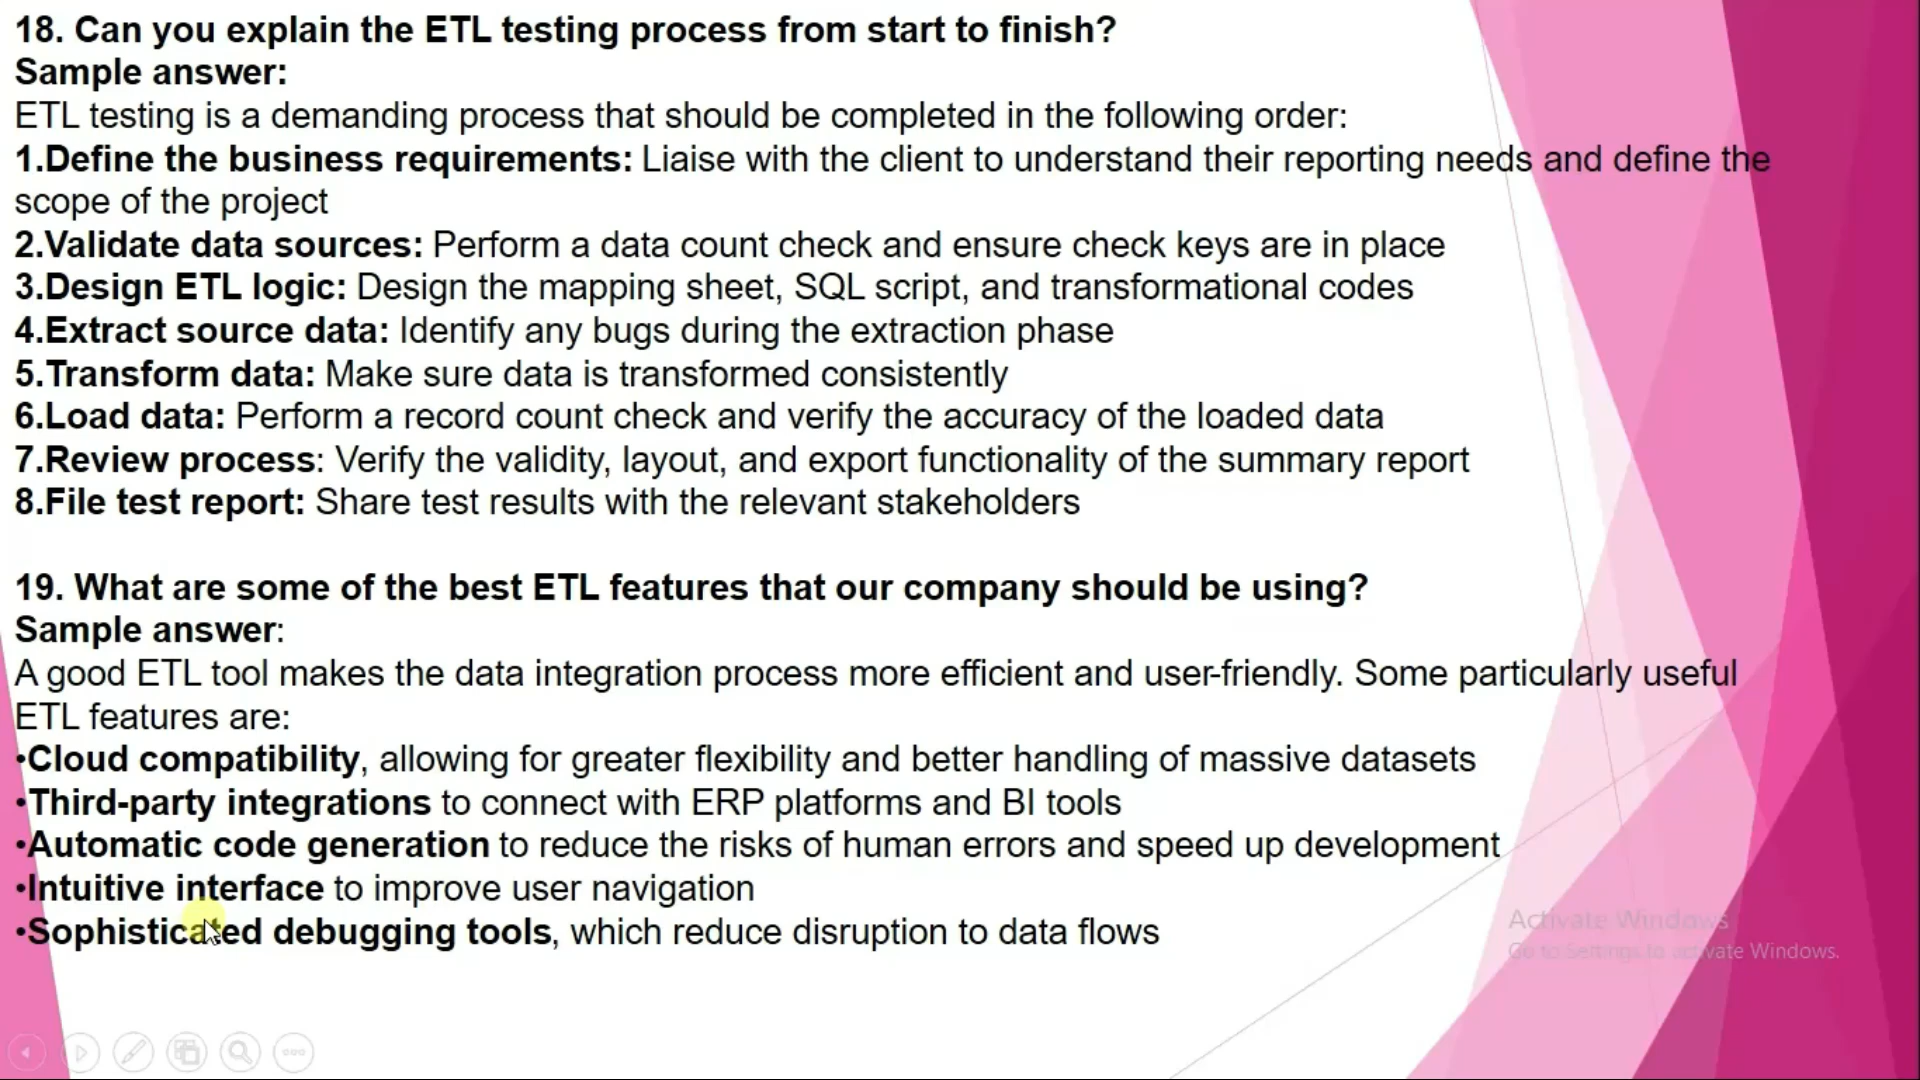 18. Can you explain the ETL testing process from start to finish?
Sample answer:
ETL testing is a demanding process that should be completed in the following order:
1.Define the business requirements: Liaise with the client to understand their reporting needs and define the
scope of the project
2.Validate data sources: Perform a data count check and ensure check keys are in place
3.Design ETL logic: Design the mapping sheet, SQL script, and transformational codes
4.Extract source data: Identify any bugs during the extraction phase
5.Transform data: Make sure data is transformed consistently
6.Load data: Perform a record count check and verify the accuracy of the loaded data
7.Review process: Verify the validity, layout, and export functionality of the summary report
8.File test report: Share test results with the relevant stakeholders
19. What are some of the best ETL features that our company should be using?
Sample answer:
A good ETL tool makes the data integration process more efficient and user-friendly. Some particularly useful
ETL features are:
•Cloud compatibility, allowing for greater flexibility and better handling of massive datasets
•Third-party integrations to connect with ERP platforms and BI tools
•Automatic code generation to reduce the risks of human errors and speed up development
•Intuitive interface to improve user navigation
•Sophisticated debugging tools, which reduce disruption to data flows
Activate Windows
Go to Settings to activate Windows.